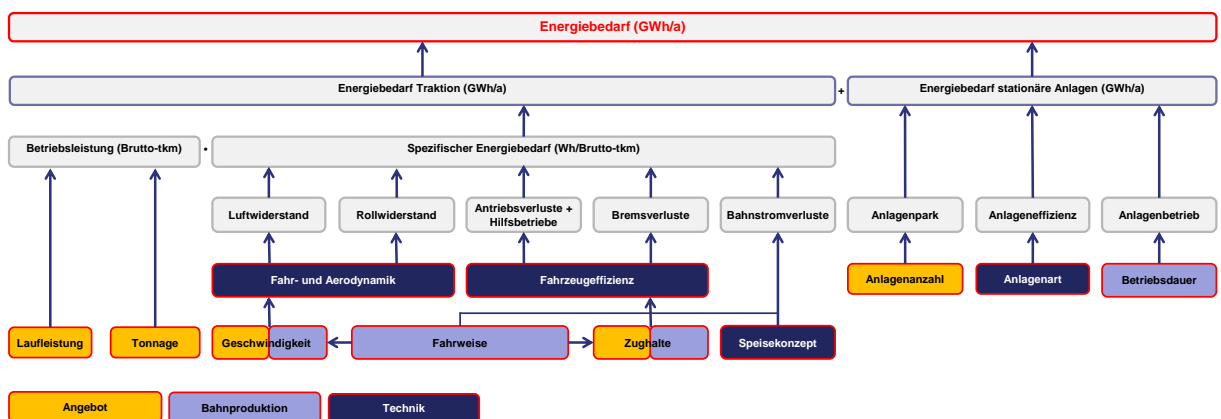 Energiebedarf (GWh/a)
Energiebedarf Traktion (GWh/a)
+
Energiebedarf stationäre Anlagen (GWh/a)
Betriebsleistung (Brutto-tkm)
•
Spezifischer Energiebedarf (Wh/Brutto-tkm)
Luftwiderstand
Rollwiderstand
Antriebsverluste +
Hilfsbetriebe
Bremsverluste
Bahnstromverluste
Anlagenpark
Anlageneffizienz
Anlagenbetrieb
Fahr- und Aerodynamik
Fahrzeugeffizienz
Anlagenanzahl
Anlagenart
Betriebsdauer
Laufleistung
Tonnage
Geschwindigkeit
Fahrweise
Zughalte
Speisekonzept
Angebot
Bahnproduktion
Technik